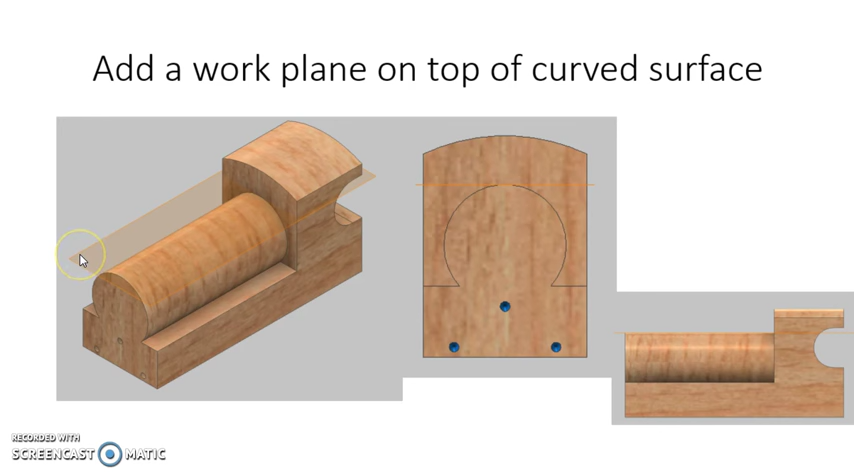 Add a work plane on top of curved surface
RECORDED WITH
SCREENCAST MATIC